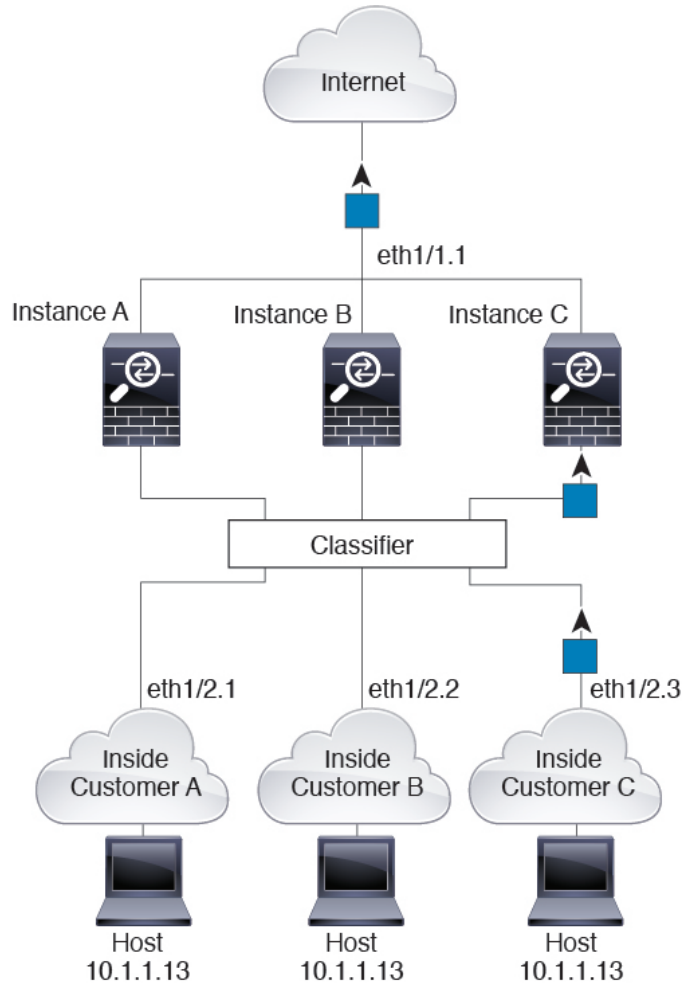 Internet
eth1/1.1
Instance A
Instance B
Instance C
Classifier
eth1/2.1
eth1/2.2
eth1/2.3
Inside
Customer A
Inside
Customer B
Inside
Customer C
Host
10.1.1.13
Host
10.1.1.13
Host
10.1.1.13